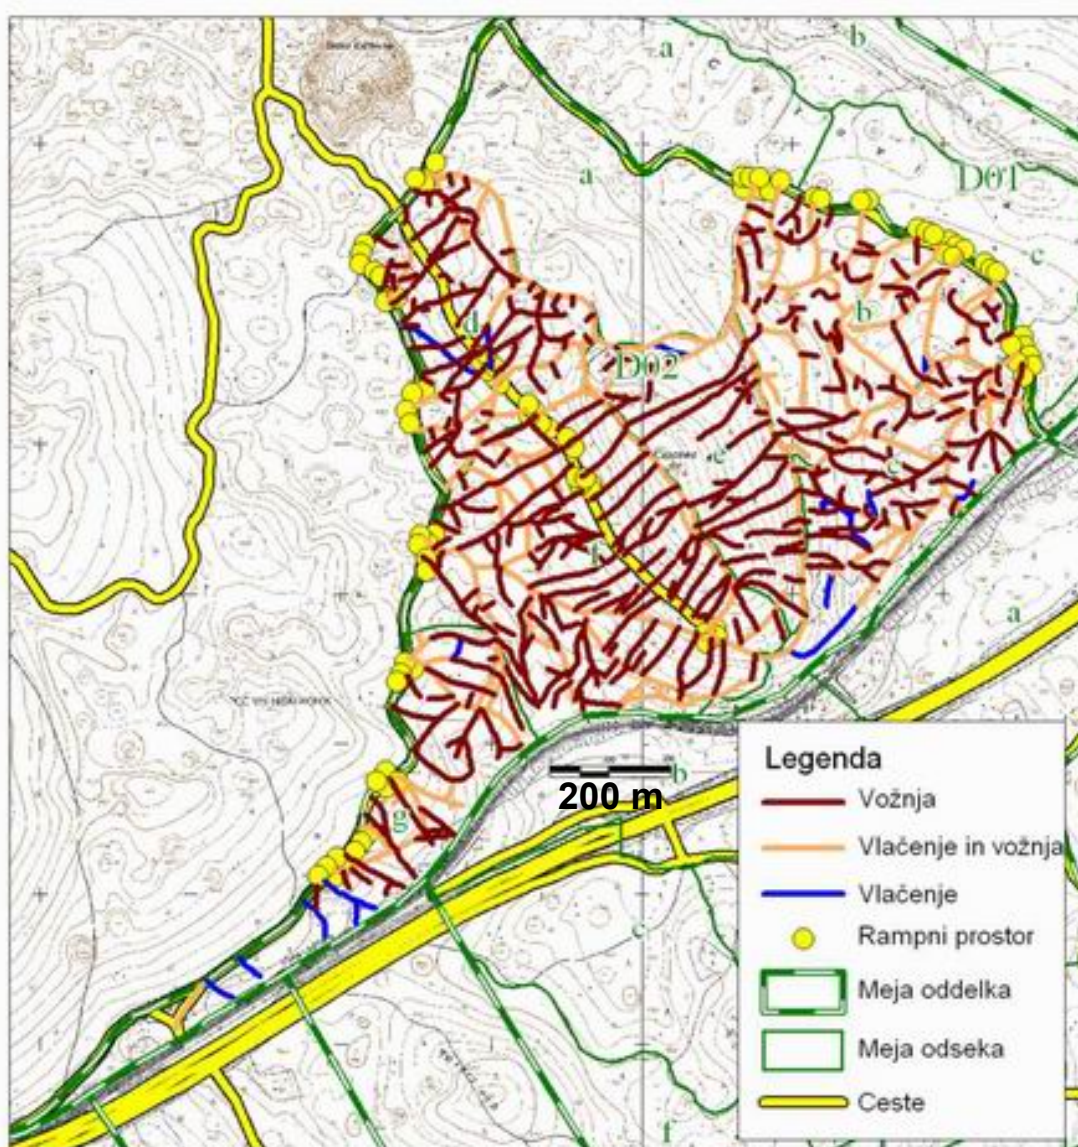 a
b
a
D01
c
b
d
D02
e
c
f
a
200 m
b
g
c
f
Legenda
Vožnja
Vlačenje in vožnja
Vlačenje
Rampni prostor
Meja oddelka
Meja odseka
Ceste